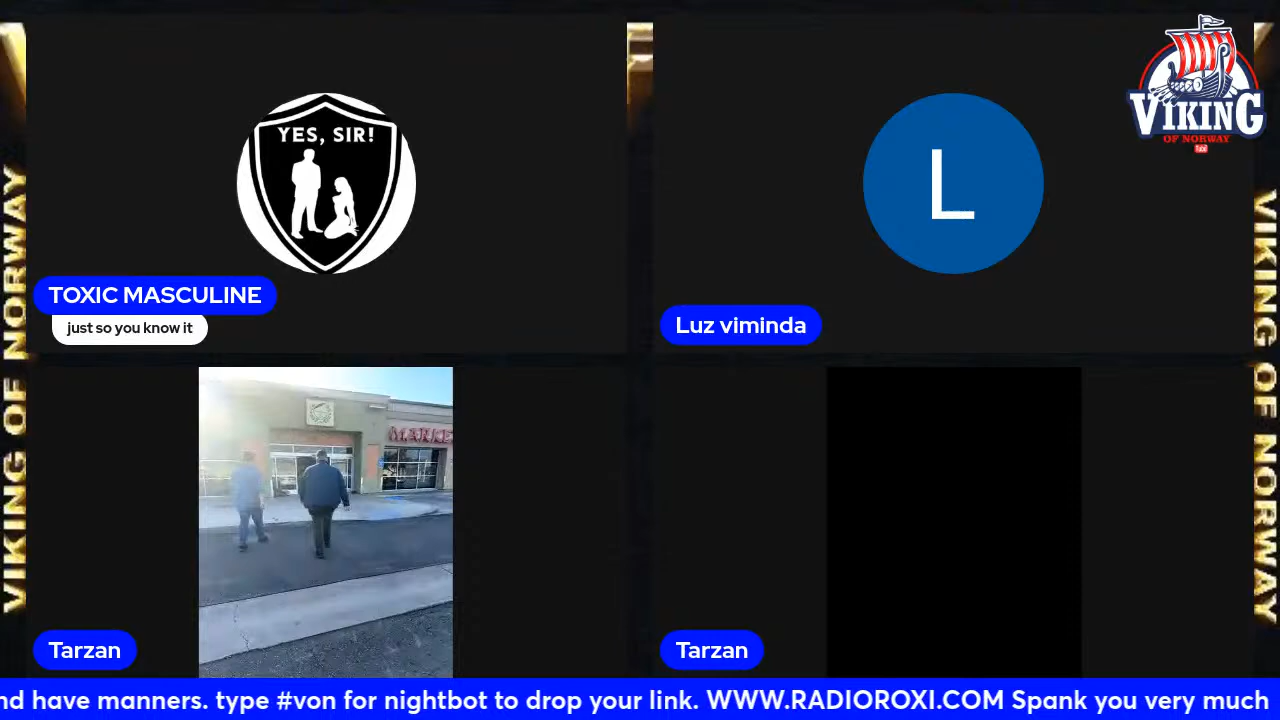 YES, SIR!
L
VIKING
OF NORWAY
TOXIC MASCULINE
just so you know it
Luz viminda
VIKING OF NORWAY
VIKING OF NORWAY
MARKE
Tarzan
Tarzan
nd have manners. type #von for nightbot to drop your link. WWW.RADIOROXI.COM Spank you very much